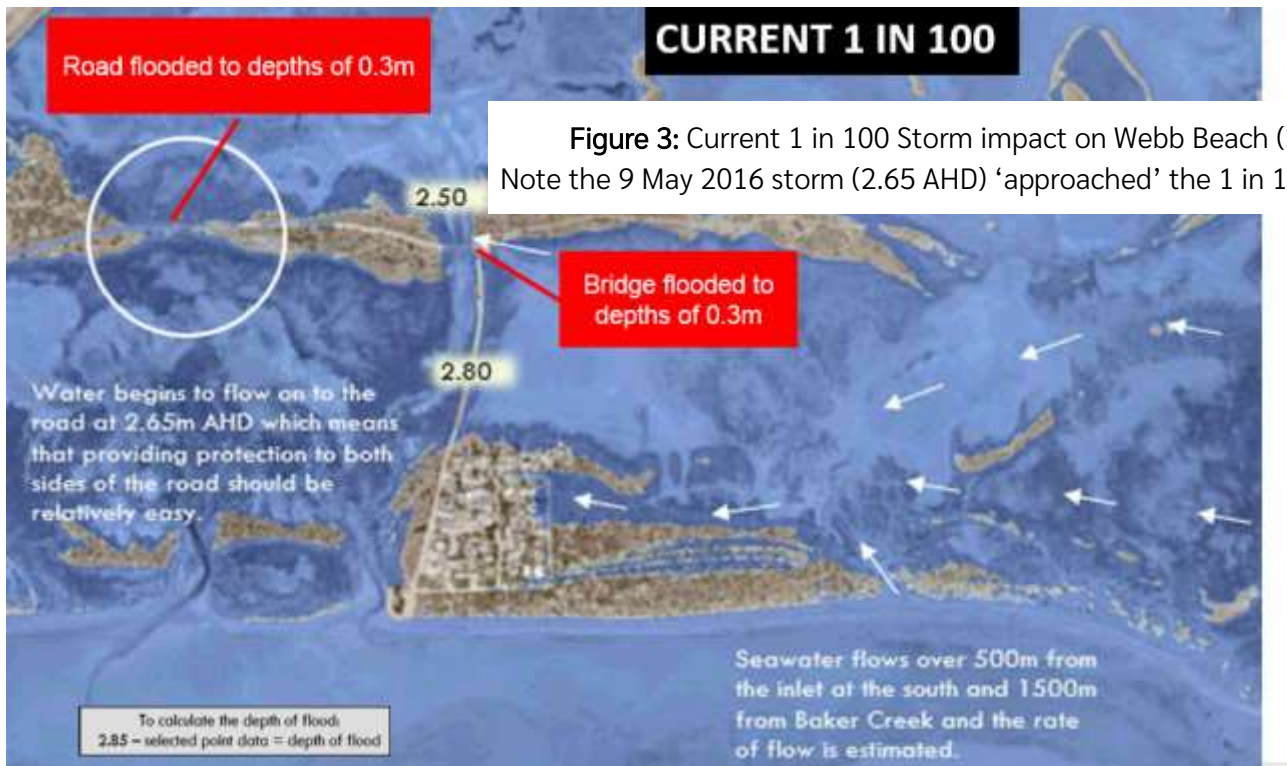 CURRENT 1 IN 100
Road flooded to depths of 0.3m
Figure 3: Current 1 in 100 Storm impact on Webb Beach (
Note the 9 May 2016 storm (2.65 AHD) ‘approached’ the 1 in 1
2.50
Bridge flooded to
depths of 0.3m
2.80
Water begins to flow on to the
road at 2.65m AHD which means
that providing protection to both
sides of the road should be
relatively easy.
Seawater flows over 500m from
the inlet at the south and 1500m
from Baker Creek and the rate
of flow is estimated.
To calculate the depth of flood:
2.85 – selected point data = depth of flood